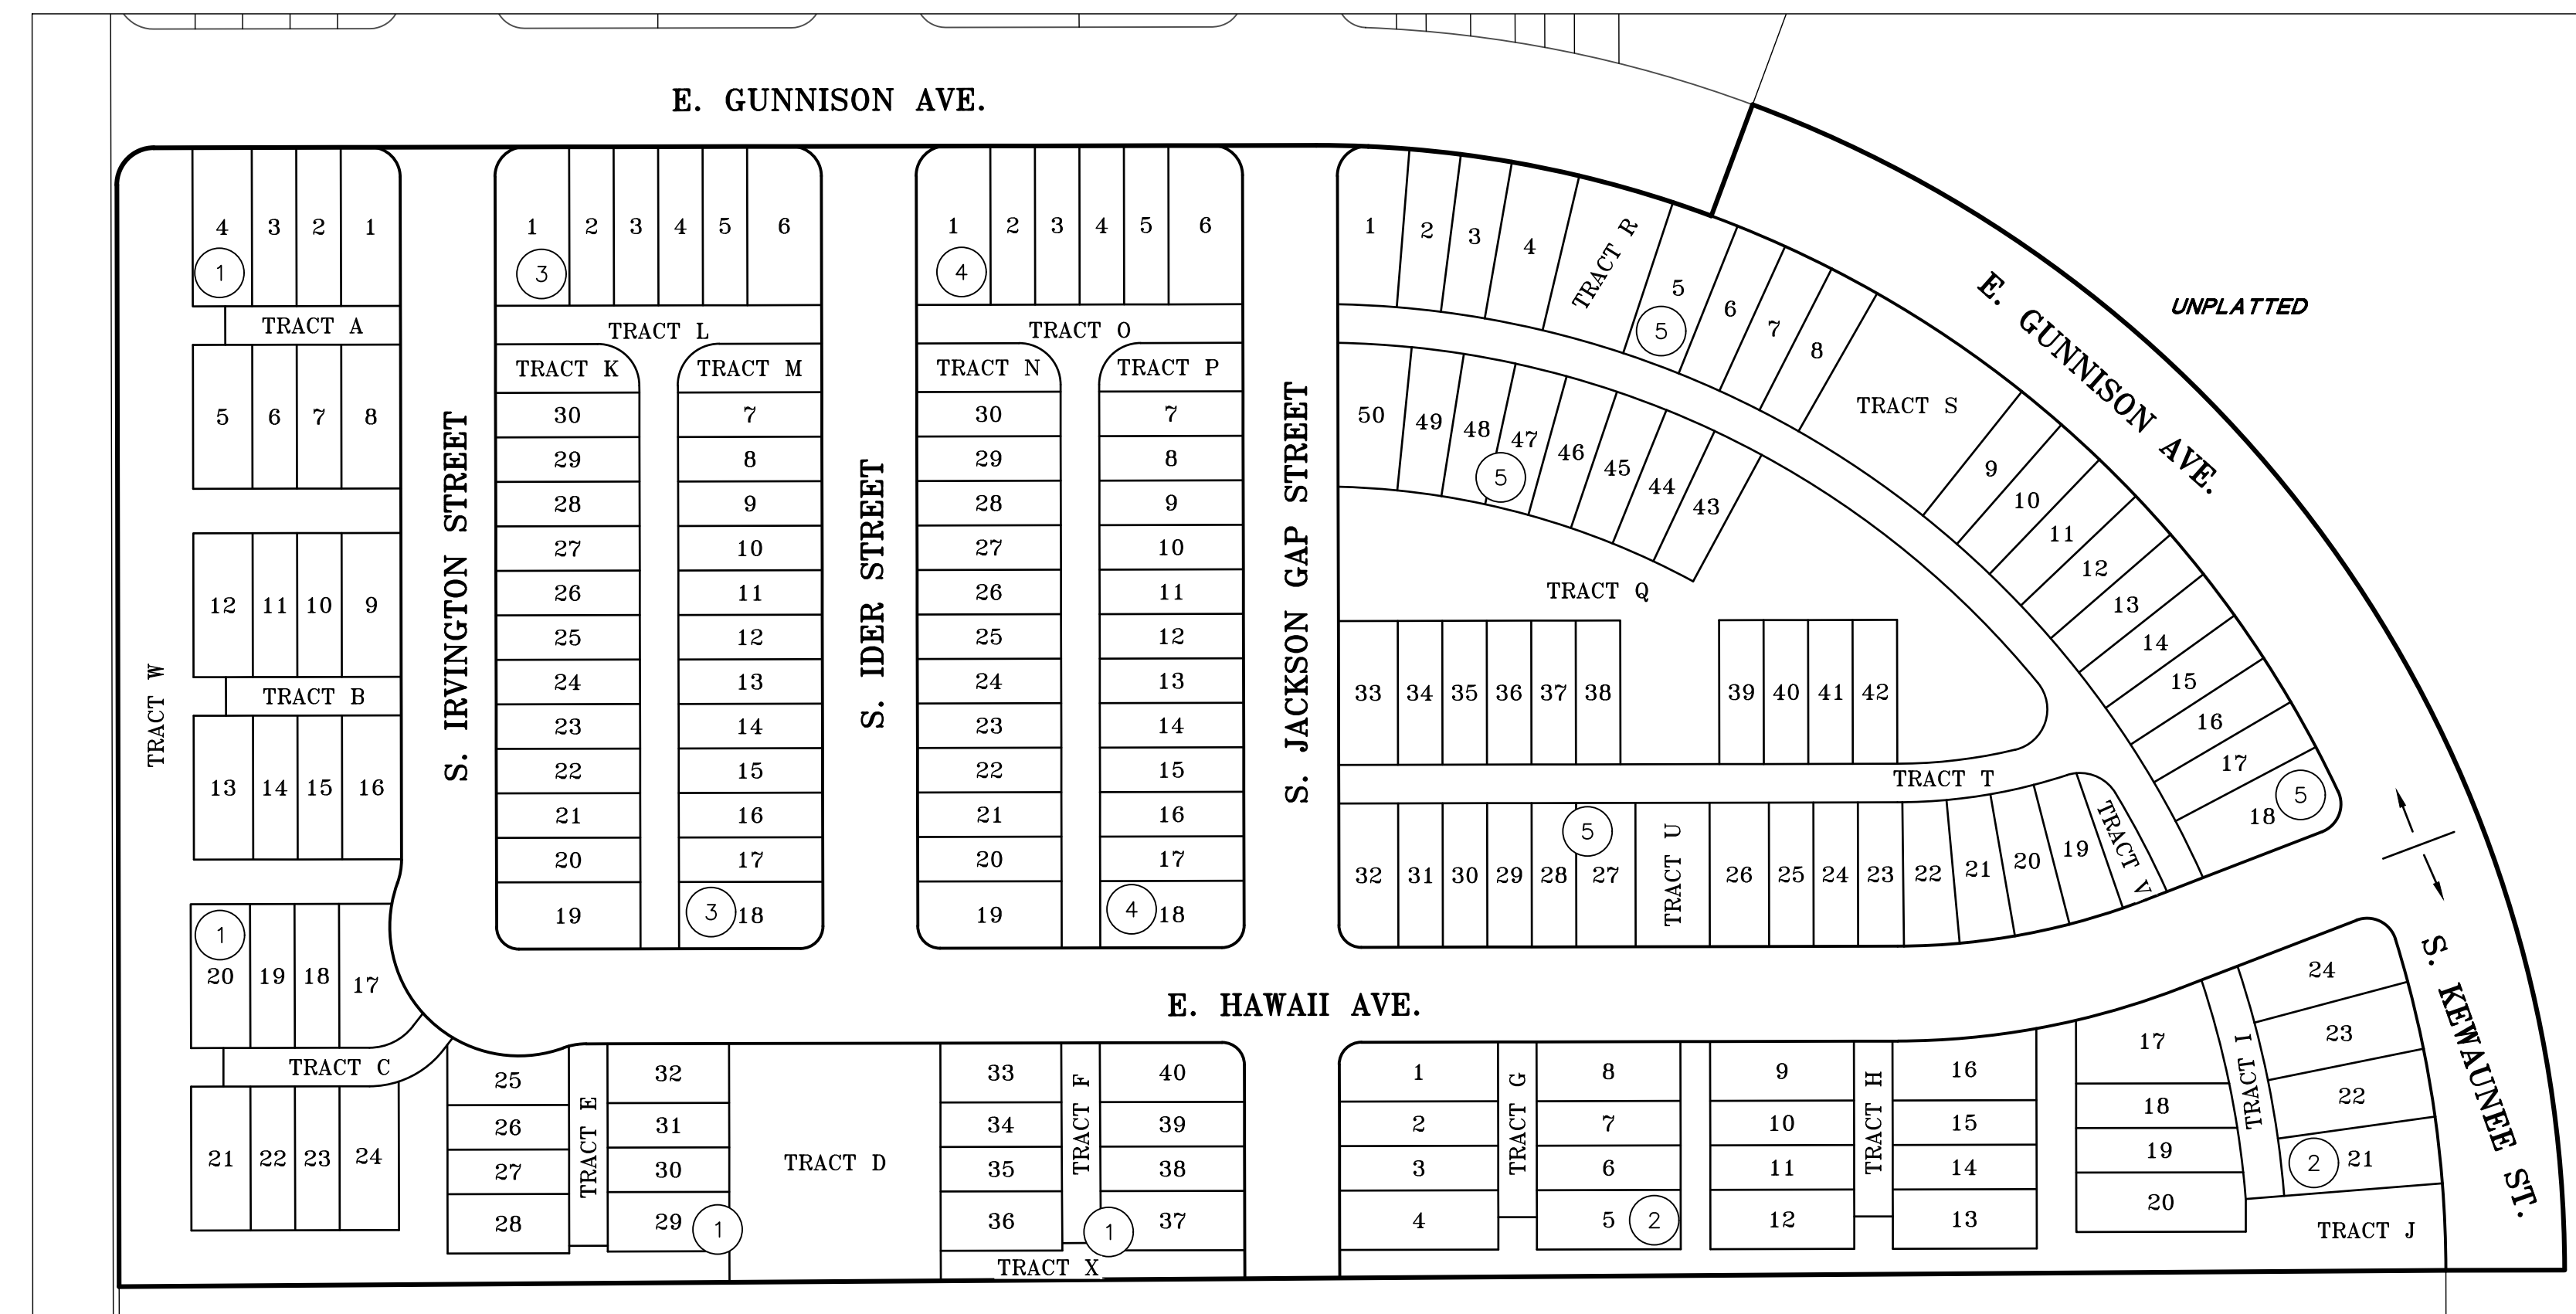 E. GUNNISON AVE.
4 3 2 1
1
TRACT A
5 6 7 8
12 11 10 9
TRACT B
13 14 15 16
TRACT W
1
20 19 18 17
TRACT C
21 22 23 24
S. IRVINGTON STREET
1 2 3 4 5 6
3
TRACT L
TRACT K TRACT M
30 7
29 8
28 9
27 10
26 11
25 12
24 13
23 14
22 15
21 16
20 17
19 3 18
S. IDER STREET
1 2 3 4 5 6
4
TRACT O
TRACT N TRACT P
30 7
29 8
28 9
27 10
26 11
25 12
24 13
23 14
22 15
21 16
20 17
19 4 18
S. JACKSON GAP STREET
1 2 3 4
TRACT R
5 6 7 8
5
TRACT S
9
10
11
12
13
14
15
16
17
18 5
E. GUNNISON AVE.
UNPLATTED
50 49 48 47 46 45 44 43
5
TRACT Q
33 34 35 36 37 38 39 40 41 42
TRACT T
5
32 31 30 29 28 27
TRACT U
26 25 24 23 22 21 20 19
TRACT V
E. HAWAII AVE.
S. KEWAUNEE ST.
25
26
27
28
TRACT E
32
31
30
29 1
TRACT D
33
34
35
36
TRACT F
40
39
38
1 37
TRACT X
1
2
3
4
TRACT G
8
7
6
5 2
9
10
11
12
TRACT H
16
15
14
13
17
18
19
20
TRACT I
24
23
22
2 21
TRACT J